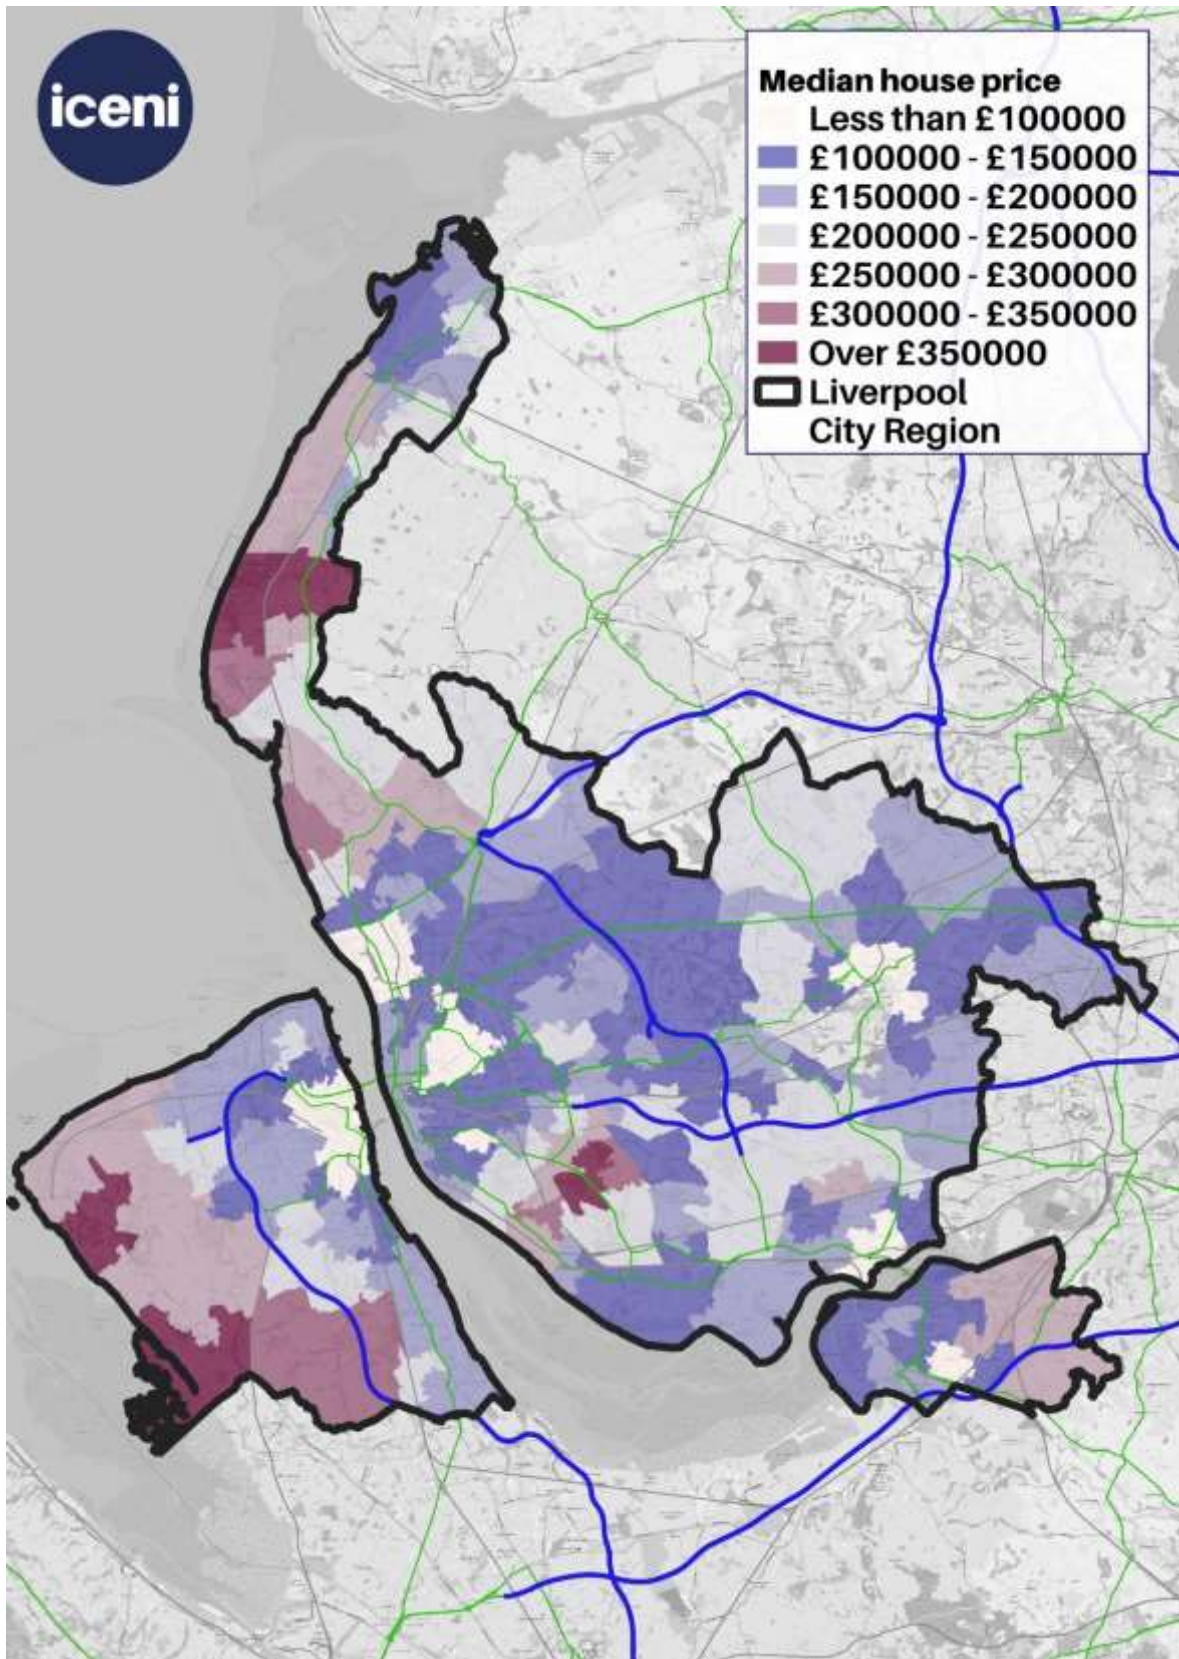 iceni
Median house price
Less than £100000
£100000 - £150000
£150000 - £200000
£200000 - £250000
£250000 - £300000
£300000 - £350000
Over £350000
Liverpool
City Region